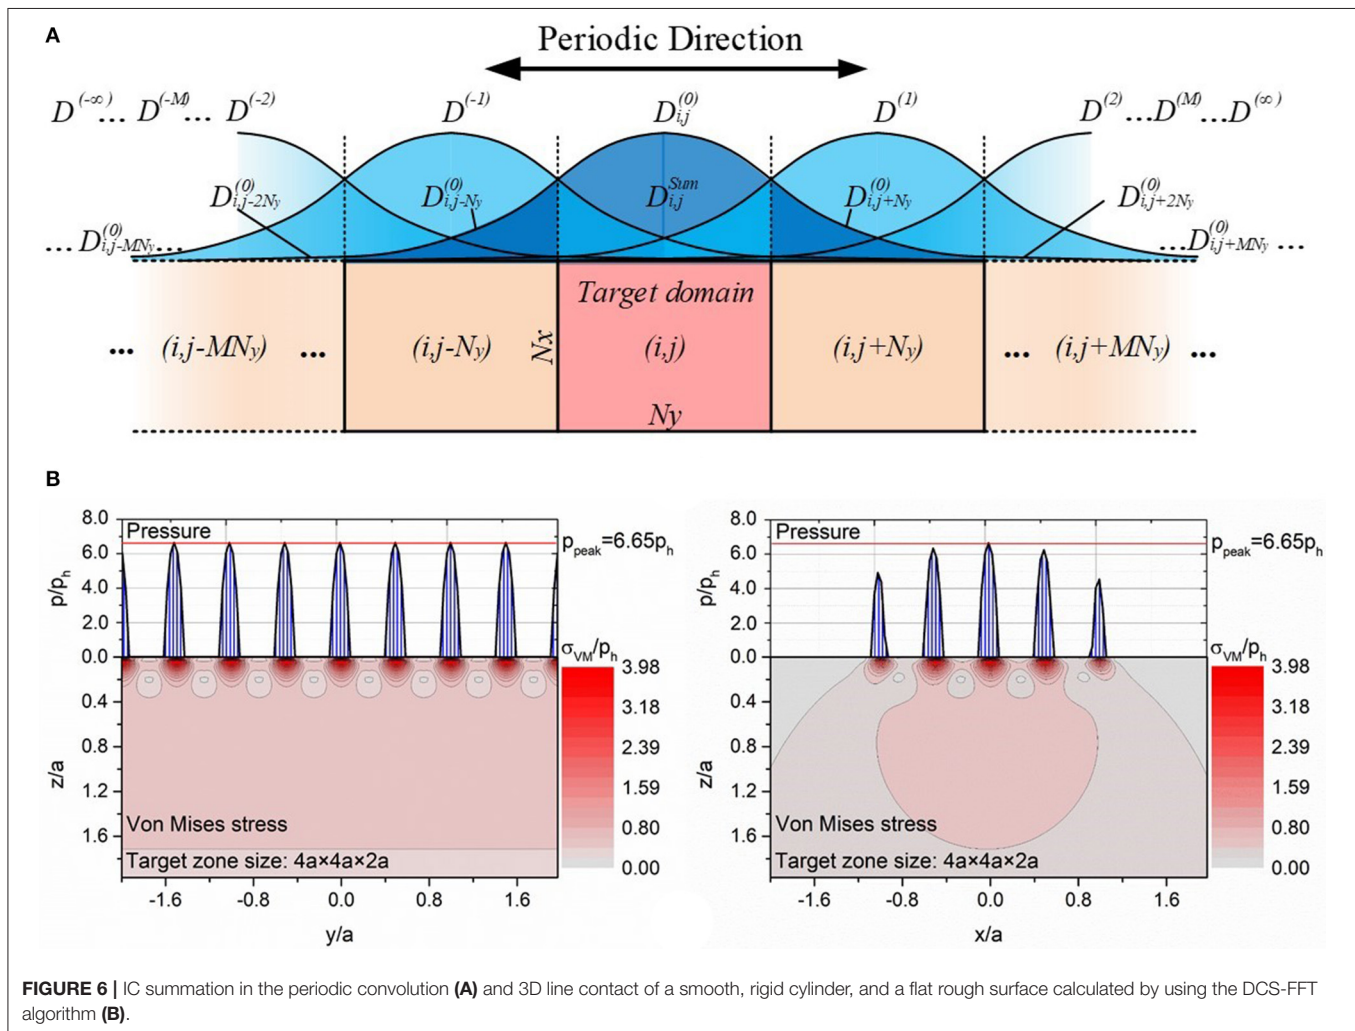 A
Periodic Direction
D^(-∞) ... D^(-M) ... D^(-2) D^(-1) D_i,j^(0) D^(1) D^(2) ...D^(M) ...D^(∞)
D_i,j-2Ny^(0) D_i,j-Ny^(0) D_i,j^Sum D_i,j+Ny^(0) D_i,j+2Ny^(0)
... D_i,j-MNy^(0) ... ...D_i,j+MNy^(0) ...
Target domain
... (i,j-MNy) ... (i,j-Ny) Nx (i,j) (i,j+Ny) ... (i,j+MNy) ...
Ny
B
8.0
6.0
4.0
2.0
0.0
p/p_h
Pressure
p_peak=6.65p_h
σ_VM/p_h
3.98
3.18
2.39
1.59
0.80
0.00
0.4
0.8
1.2
1.6
z/a
Von Mises stress
Target zone size: 4a×4a×2a
-1.6 -0.8 0.0 0.8 1.6
y/a
8.0
6.0
4.0
2.0
0.0
p/p_h
Pressure
p_peak=6.65p_h
σ_VM/p_h
3.98
3.18
2.39
1.59
0.80
0.00
0.4
0.8
1.2
1.6
z/a
Von Mises stress
Target zone size: 4a×4a×2a
-1.6 -0.8 0.0 0.8 1.6
x/a
FIGURE 6 | IC summation in the periodic convolution (A) and 3D line contact of a smooth, rigid cylinder, and a flat rough surface calculated by using the DCS-FFT
algorithm (B).